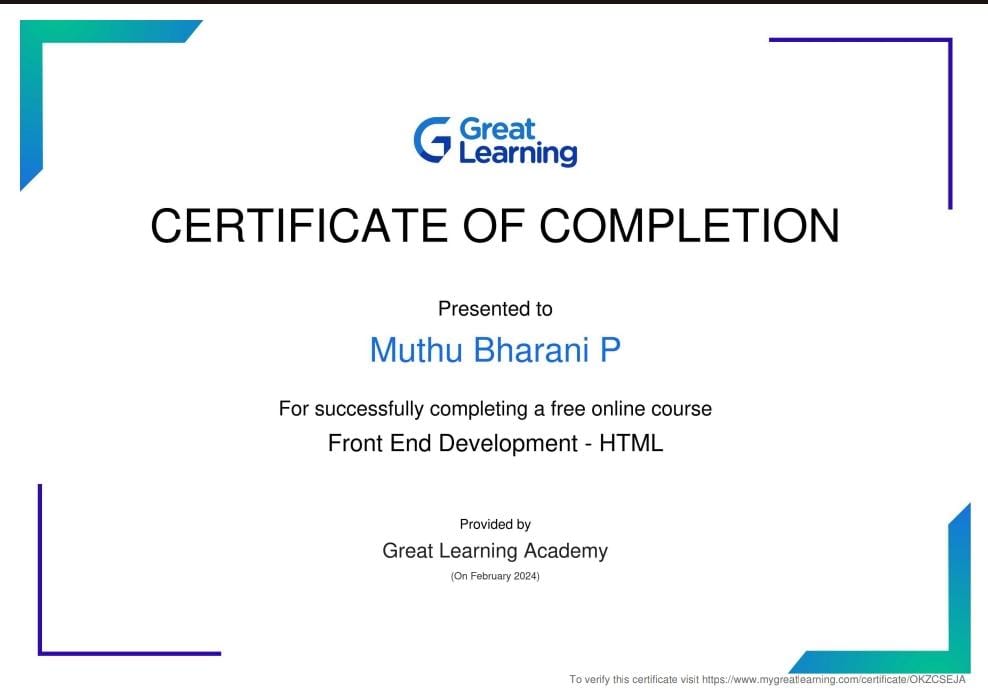 Great
Learning
CERTIFICATE OF COMPLETION
Presented to
Muthu Bharani P
For successfully completing a free online course
Front End Development - HTML
Provided by
Great Learning Academy
(On February 2024)
To verify this certificate visit https://www.mygreatlearning.com/certificate/OKZCSEJA